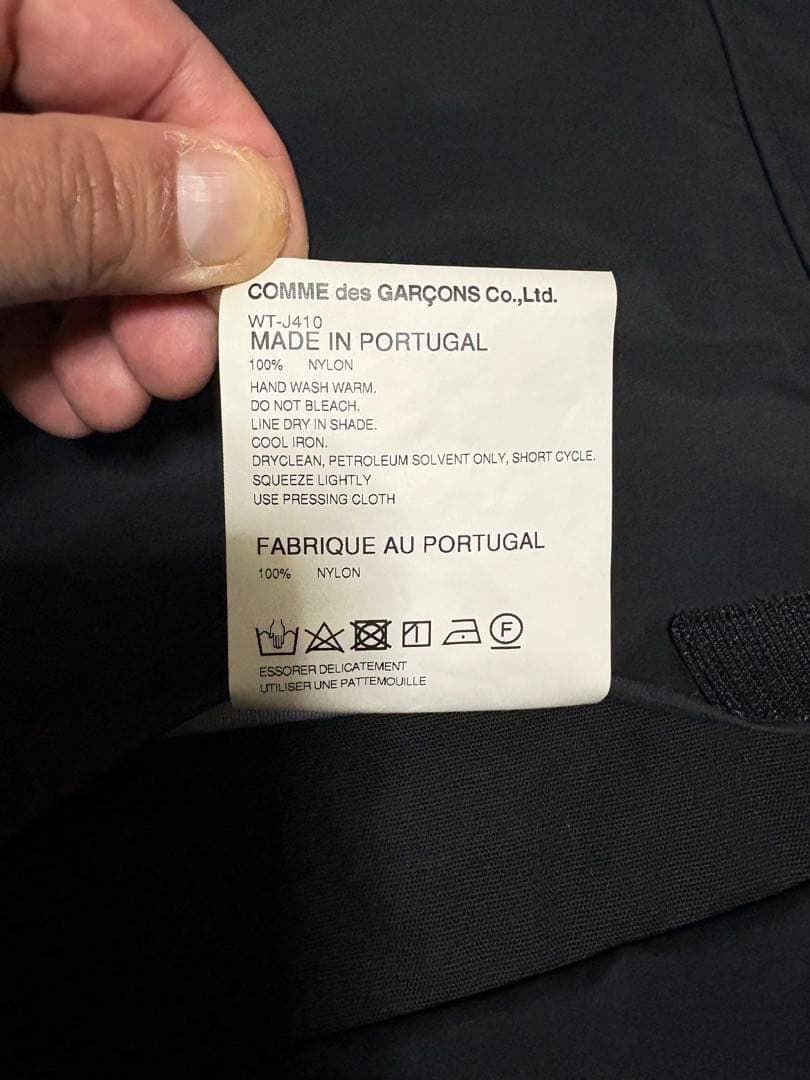 COMME des GARÇONS Co.,Ltd.
WT-J410
MADE IN PORTUGAL
100% NYLON
HAND WASH WARM.
DO NOT BLEACH.
LINE DRY IN SHADE.
COOL IRON.
DRYCLEAN, PETROLEUM SOLVENT ONLY, SHORT CYCLE.
SQUEEZE LIGHTLY
USE PRESSING CLOTH
FABRIQUE AU PORTUGAL
100% NYLON
F
ESSORER DELICATEMENT
UTILISER UNE PATTEMOUILLE